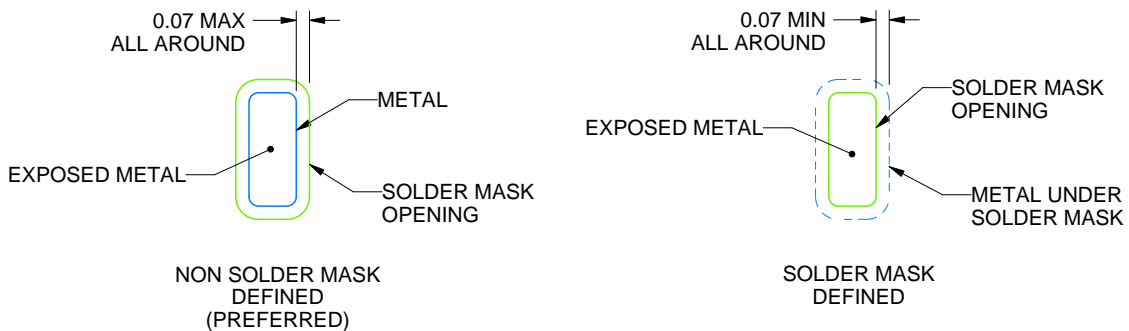 0.07 MAX
ALL AROUND
METAL
EXPOSED METAL
SOLDER MASK
OPENING
NON SOLDER MASK
DEFINED
(PREFERRED)
0.07 MIN
ALL AROUND
SOLDER MASK
OPENING
EXPOSED METAL
METAL UNDER
SOLDER MASK
SOLDER MASK
DEFINED